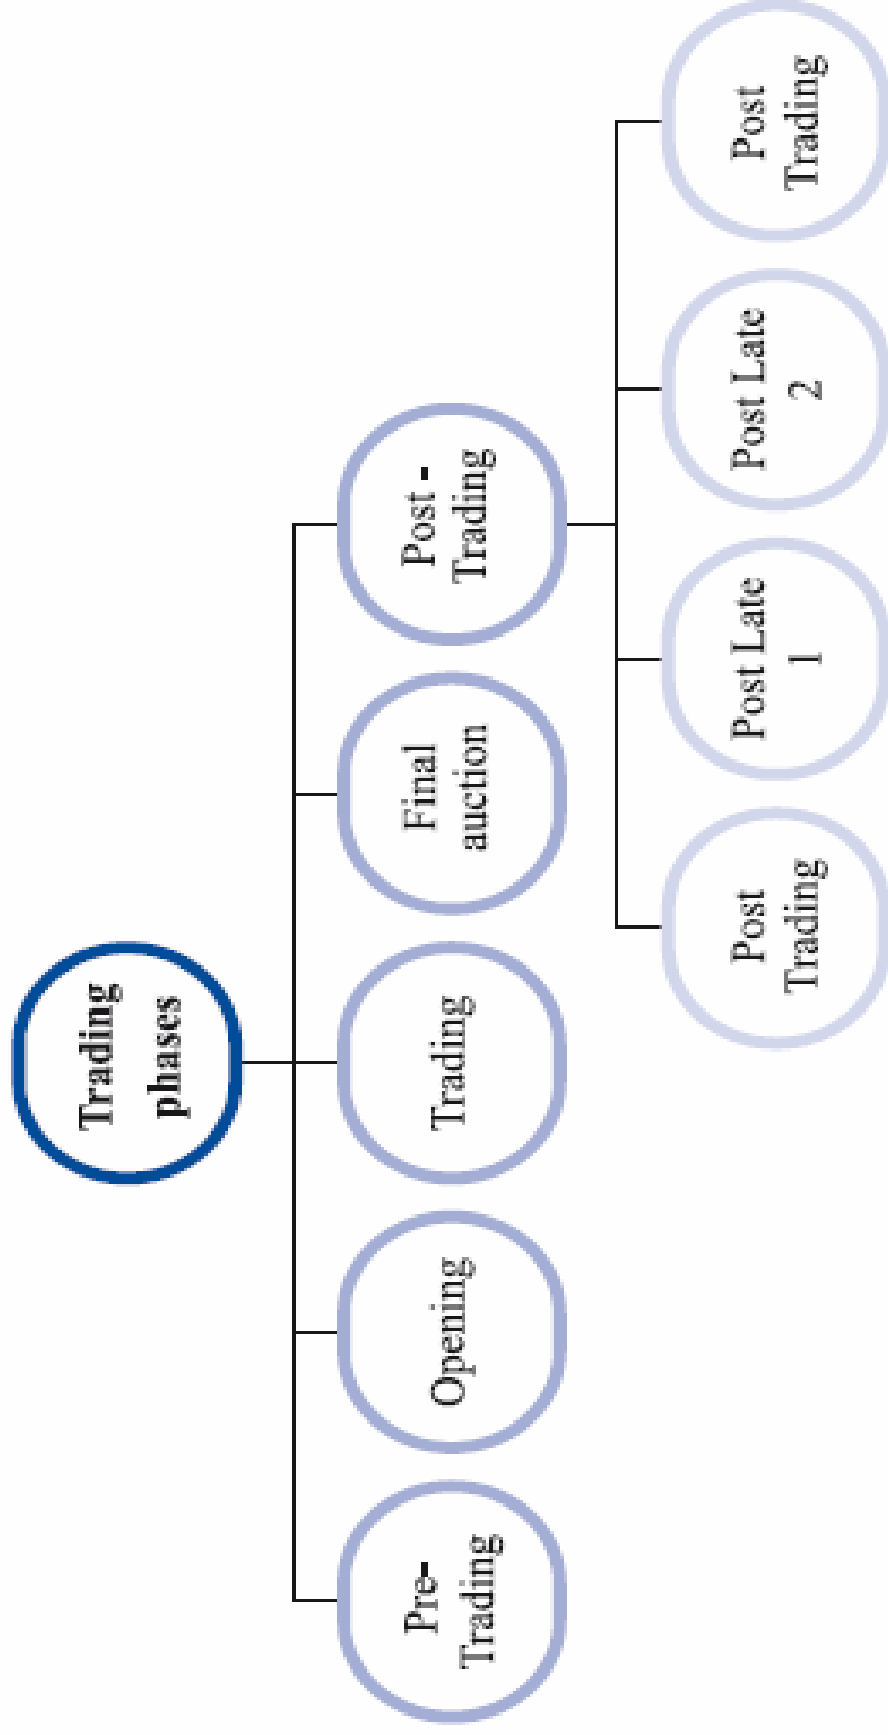 Trading
phases
Pre-
Trading
Opening
Trading
Final
auction
Post -
Trading
Post
Trading
Post Late
1
Post Late
2
Post
Trading